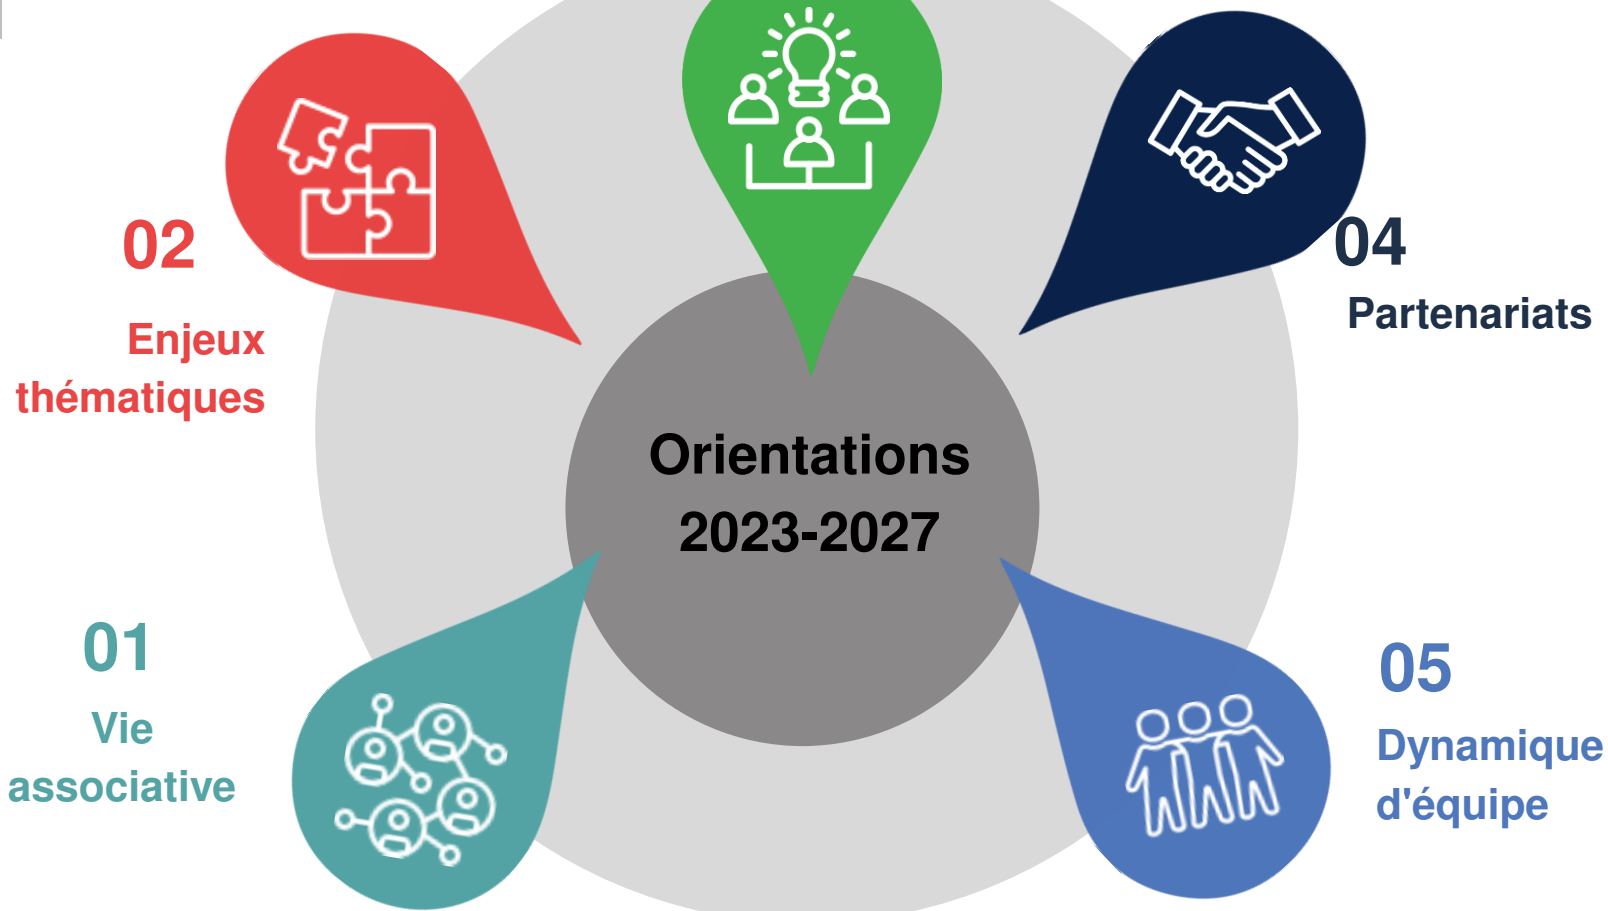 02
Enjeux
thématiques
04
Partenariats
Orientations
2023-2027
01
Vie
associative
05
Dynamique
d'équipe